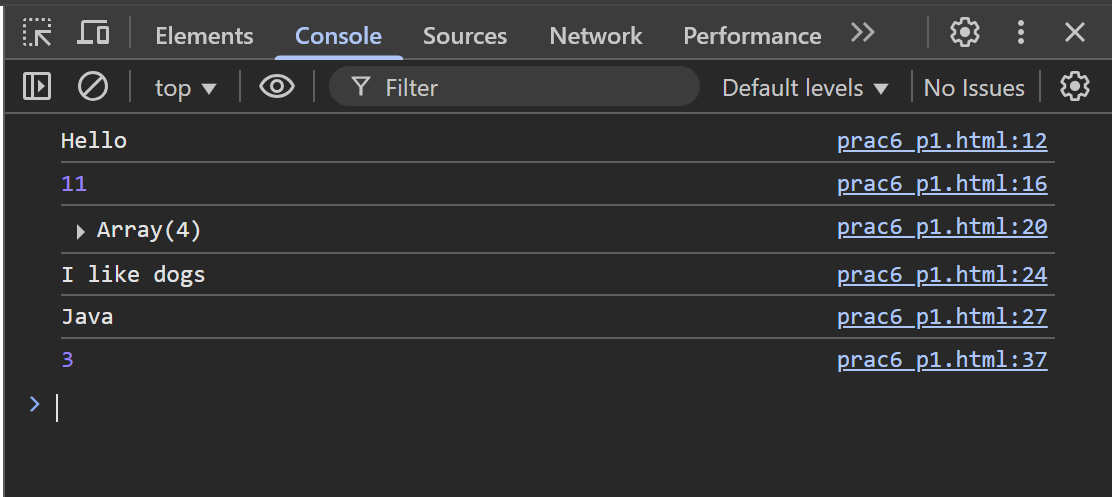 Elements Console Sources Network Performance
top Filter Default levels No Issues
Hello prac6_p1.html:12
11 prac6_p1.html:16
Array(4) prac6_p1.html:20
I like dogs prac6_p1.html:24
Java prac6_p1.html:27
3 prac6_p1.html:37